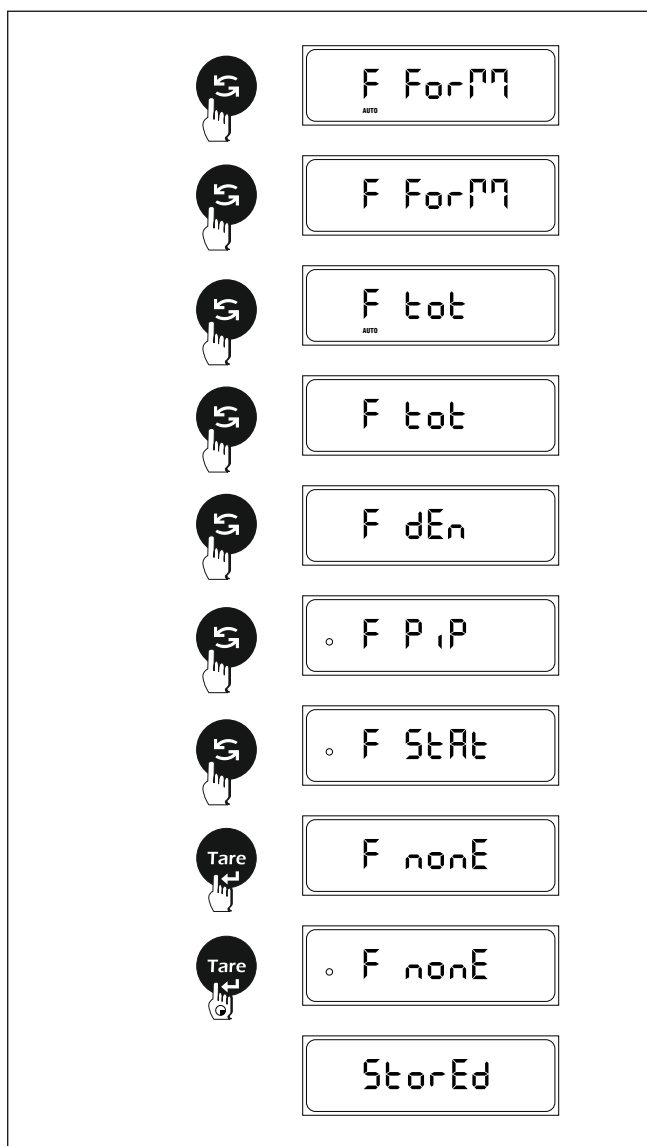 F ForM
AUTO
F ForM
F tot
AUTO
F tot
F dEn
F PiP
F StAt
Tare
F nonE
Tare
F nonE
StorEd